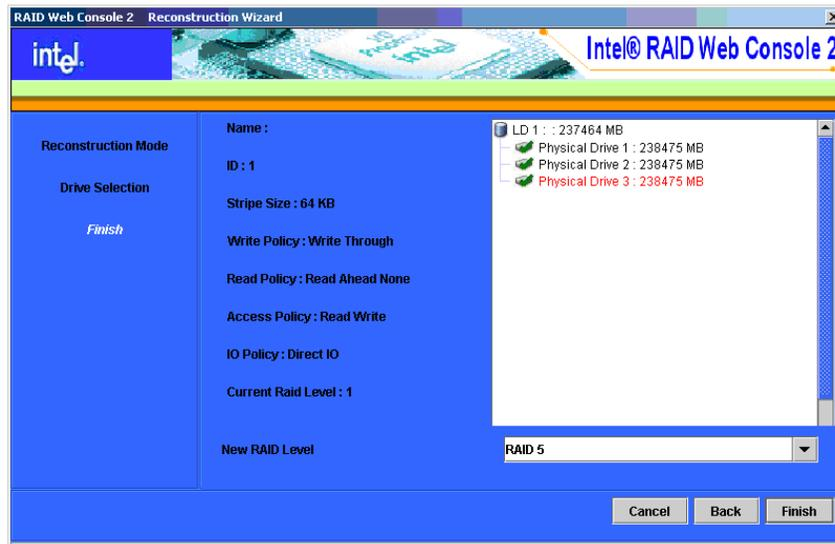 RAID Web Console 2 Reconstruction Wizard
intel.
Intel® RAID Web Console 2
Reconstruction Mode
Drive Selection
Finish
Name :
ID : 1
Stripe Size : 64 KB
Write Policy : Write Through
Read Policy : Read Ahead None
Access Policy : Read Write
IO Policy : Direct IO
Current Raid Level : 1
New RAID Level
LD 1 : : 237464 MB
Physical Drive 1 : 238475 MB
Physical Drive 2 : 238475 MB
Physical Drive 3 : 238475 MB
RAID 5
Cancel
Back
Finish